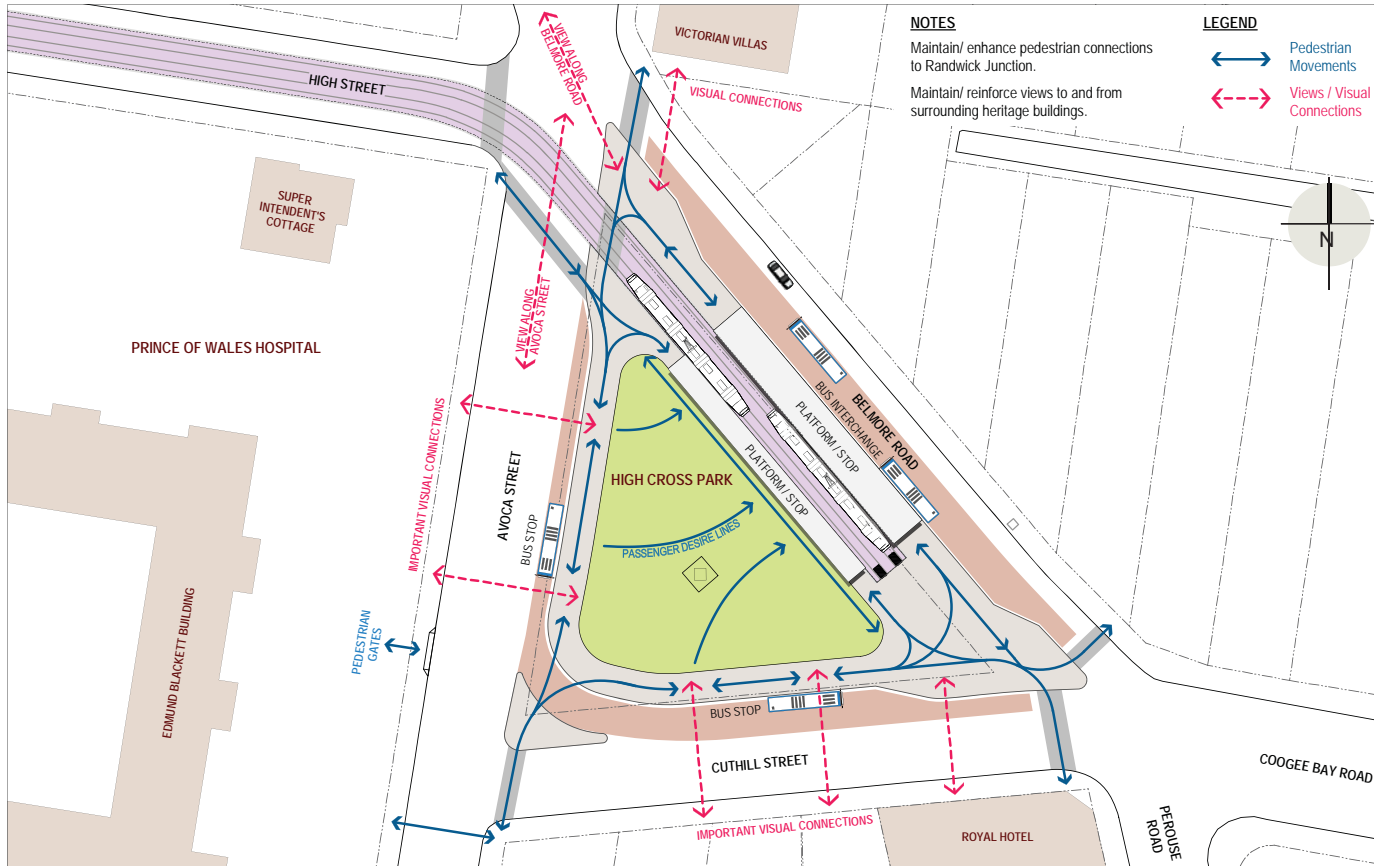 NOTES
Maintain/ enhance pedestrian connections
to Randwick Junction.
Maintain/ reinforce views to and from
surrounding heritage buildings.
LEGEND
Pedestrian
Movements
Views / Visual
Connections
N
VICTORIAN VILLAS
VISUAL CONNECTIONS
VIEW ALONG
BELMORE ROAD
HIGH STREET
SUPER
INTENDENT'S
COTTAGE
VIEW ALONG
AVOCA STREET
PRINCE OF WALES HOSPITAL
IMPORTANT VISUAL CONNECTIONS
AVOCA STREET
BUS STOP
HIGH CROSS PARK
PASSENGER DESIRE LINES
PLATFORM / STOP
PLATFORM / STOP
BUS INTERCHANGE
BELMORE ROAD
PEDESTRIAN
GATES
EDMUND BLACKETT BUILDING
BUS STOP
CUTHILL STREET
IMPORTANT VISUAL CONNECTIONS
ROYAL HOTEL
PEROUSE
ROAD
COOGEE BAY ROAD